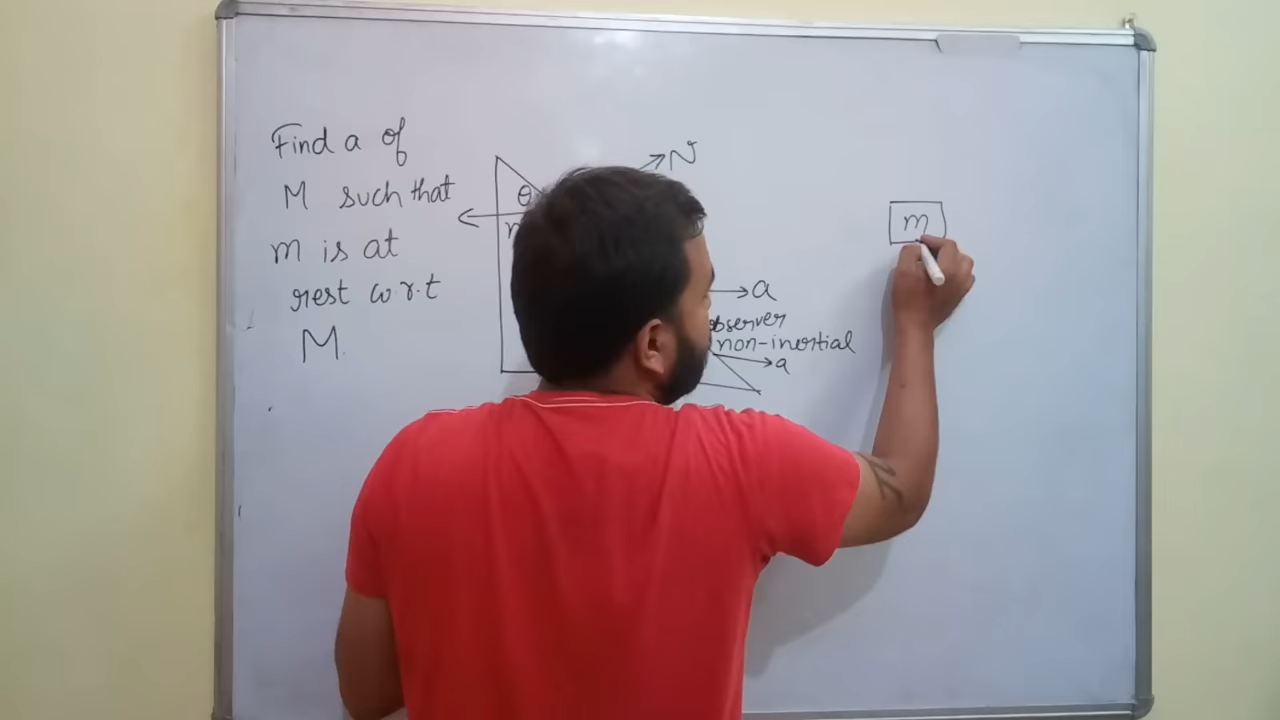 Find a of
M such that
m is at
rest w.r.t
M.
N
θ
a
observer
non-inertial
a
m